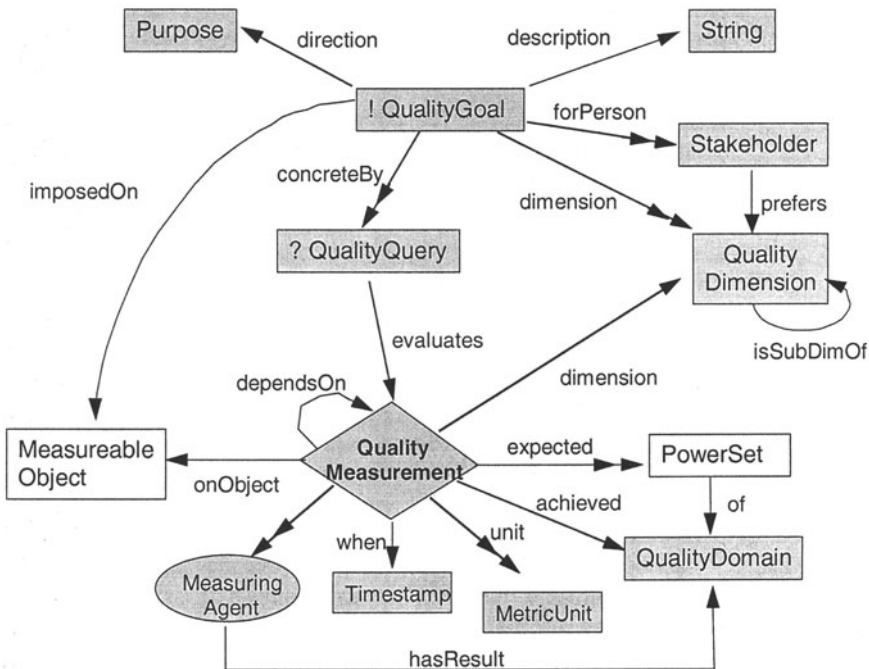 Purpose
direction
description
String
! QualityGoal
forPerson
Stakeholder
imposedOn
concreteBy
dimension
prefers
? QualityQuery
Quality
Dimension
evaluates
isSubDimOf
dependsOn
dimension
Measureable
Object
onObject
Quality
Measurement
expected
PowerSet
achieved
of
when
unit
QualityDomain
Measuring
Agent
Timestamp
MetricUnit
hasResult